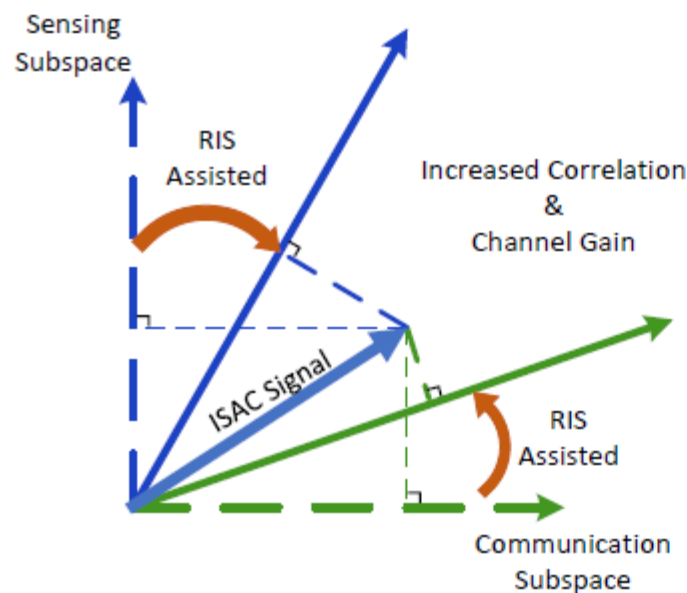 Sensing
Subspace
RIS
Assisted
Increased Correlation
&
Channel Gain
ISAC Signal
RIS
Assisted
Communication
Subspace